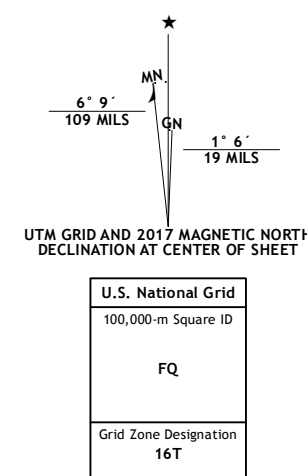 MN
6° 9´
109 MILS
GN
1° 6´
19 MILS
UTM GRID AND 2017 MAGNETIC NORTH
DECLINATION AT CENTER OF SHEET
U.S. National Grid
100,000-m Square ID
FQ
Grid Zone Designation
16T